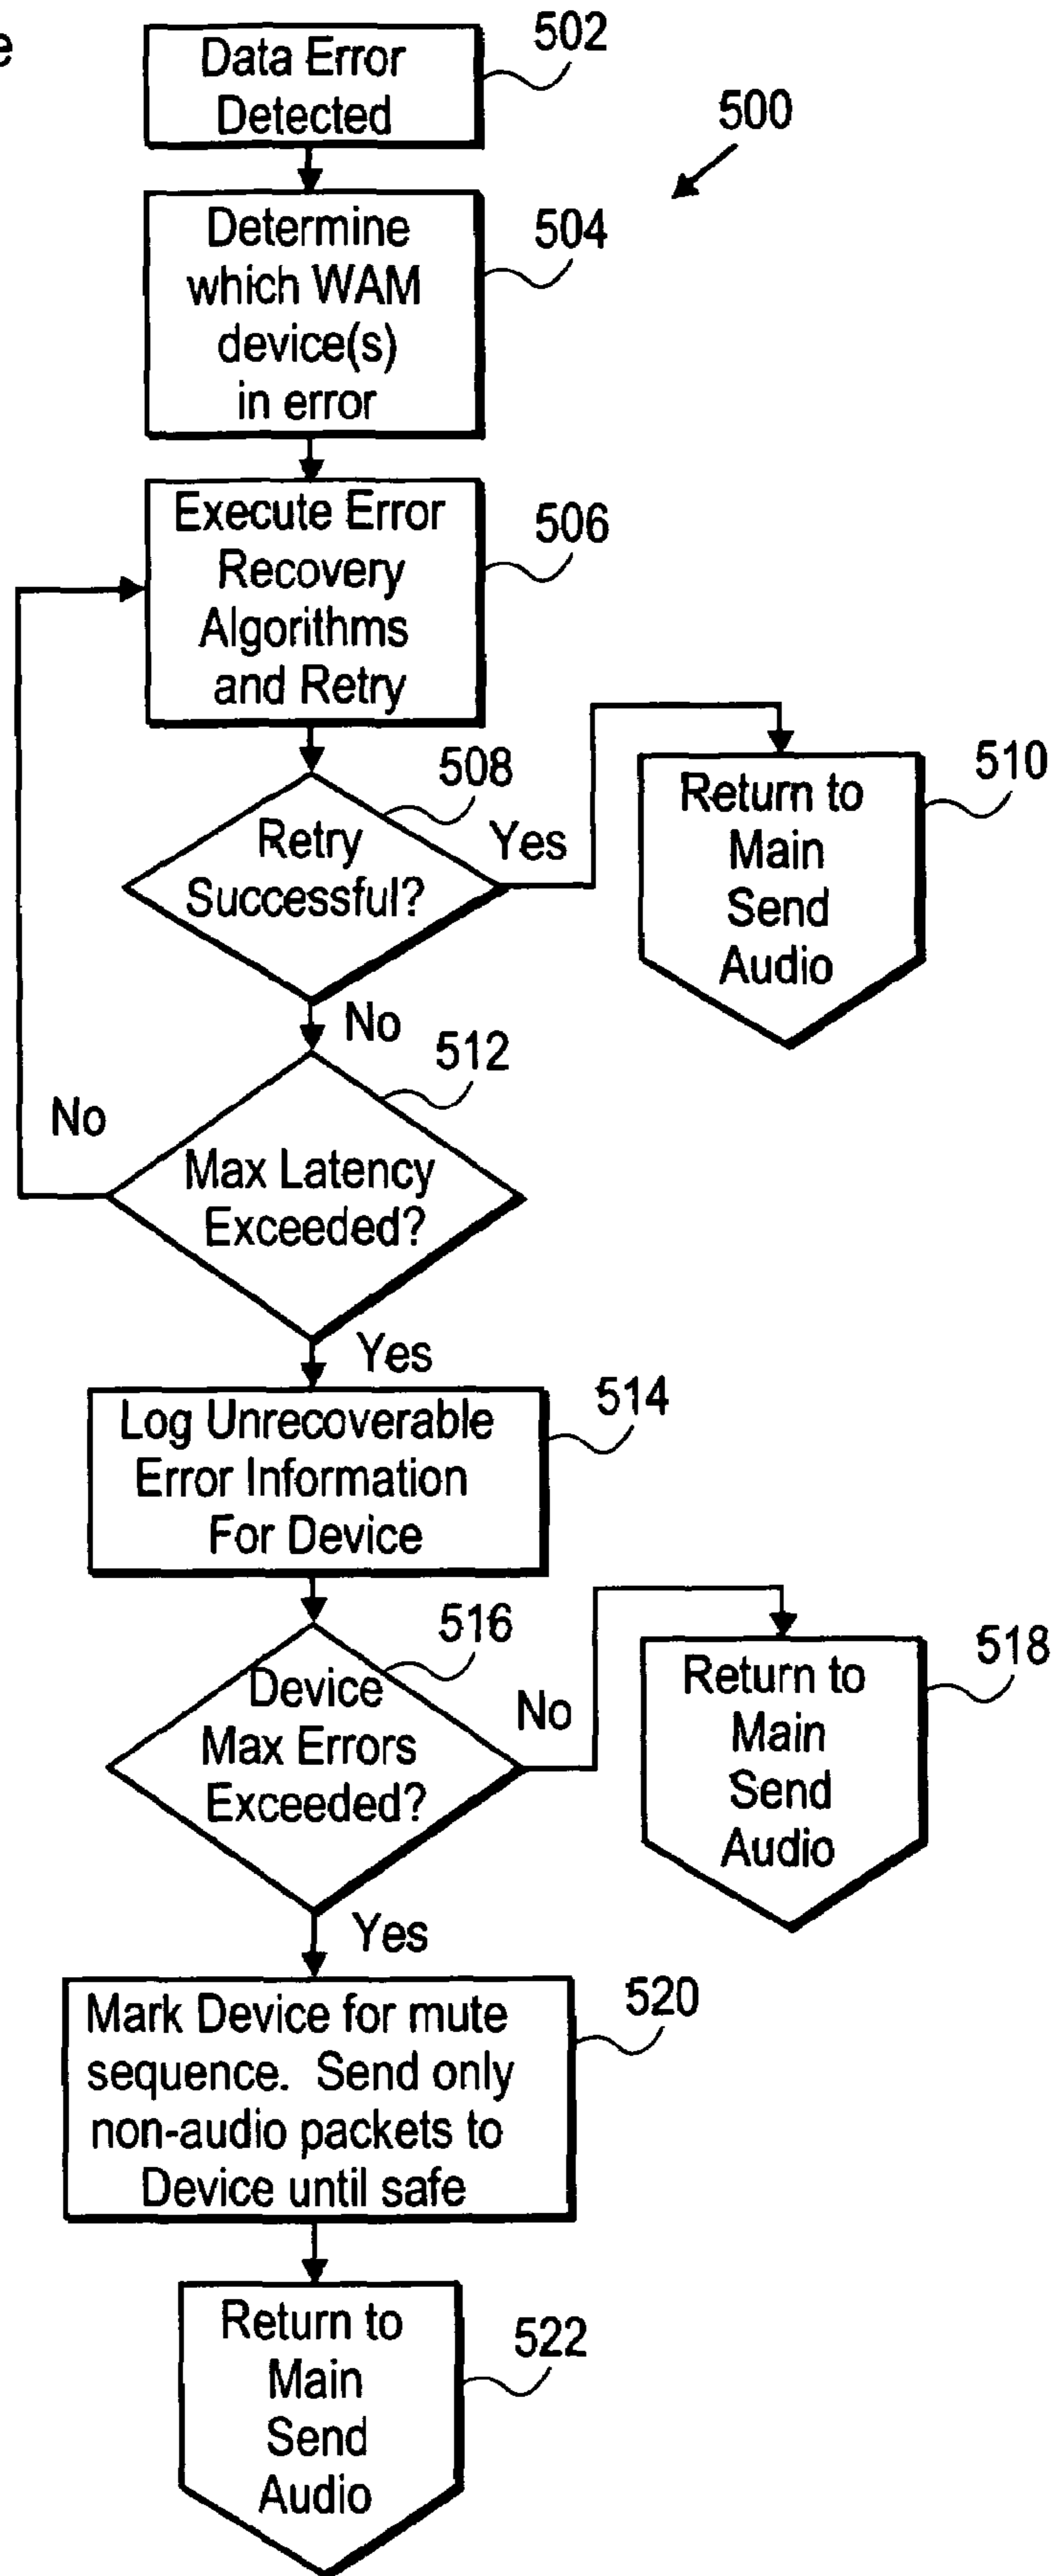 e
Data Error
Detected
502
500
Determine
which WAM
device(s)
in error
504
Execute Error
Recovery
Algorithms
and Retry
506
Retry
Successful?
508
Yes
Return to
Main
Send
Audio
510
No
Max Latency
Exceeded?
512
No
Yes
Log Unrecoverable
Error Information
For Device
514
Device
Max Errors
Exceeded?
516
No
Return to
Main
Send
Audio
518
Yes
Mark Device for mute
sequence. Send only
non-audio packets to
Device until safe
520
Return to
Main
Send
Audio
522